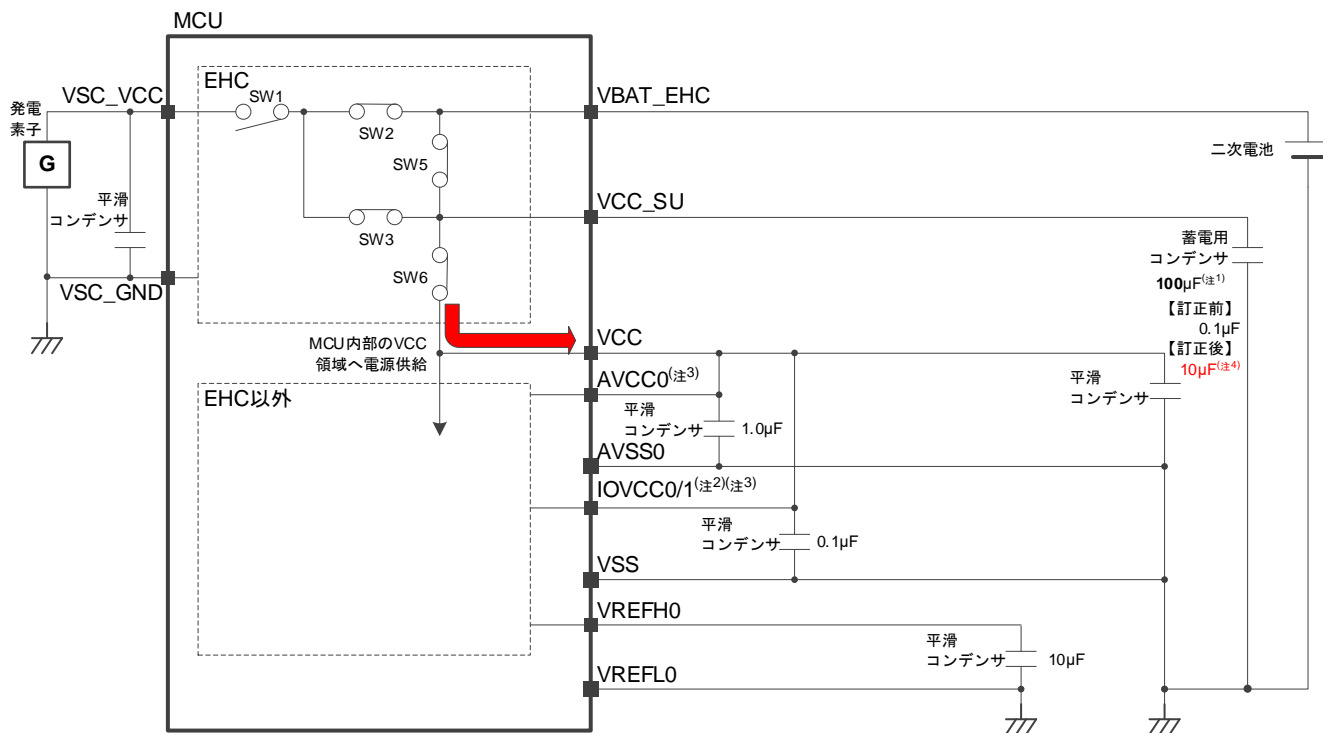 MCU
EHC
VSC_VCC
SW1
VBAT_EHC
発電
素子
SW2
G
SW5
二次電池
平滑
コンデンサ
VCC_SU
SW3
蓄電用
コンデンサ
100µF(注1)
SW6
VSC_GND
【訂正前】
0.1µF
【訂正後】
10µF(注4)
MCU内部のVCC
領域へ電源供給
VCC
平滑
コンデンサ
AVCC0(注3)
EHC以外
平滑
コンデンサ
1.0µF
AVSS0
IOVCC0/1(注2)(注3)
平滑
コンデンサ
0.1µF
VSS
VREFH0
平滑
コンデンサ
10µF
VREFL0